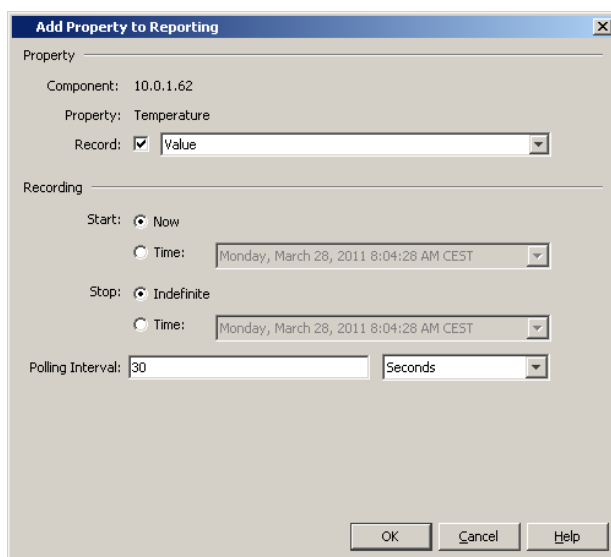 Add Property to Reporting
Property
Component: 10.0.1.62
Property: Temperature
Record: Value
Recording
Start: Now
Time: Monday, March 28, 2011 8:04:28 AM CEST
Stop: Indefinite
Time: Monday, March 28, 2011 8:04:28 AM CEST
Polling Interval: 30 Seconds
OK Cancel Help